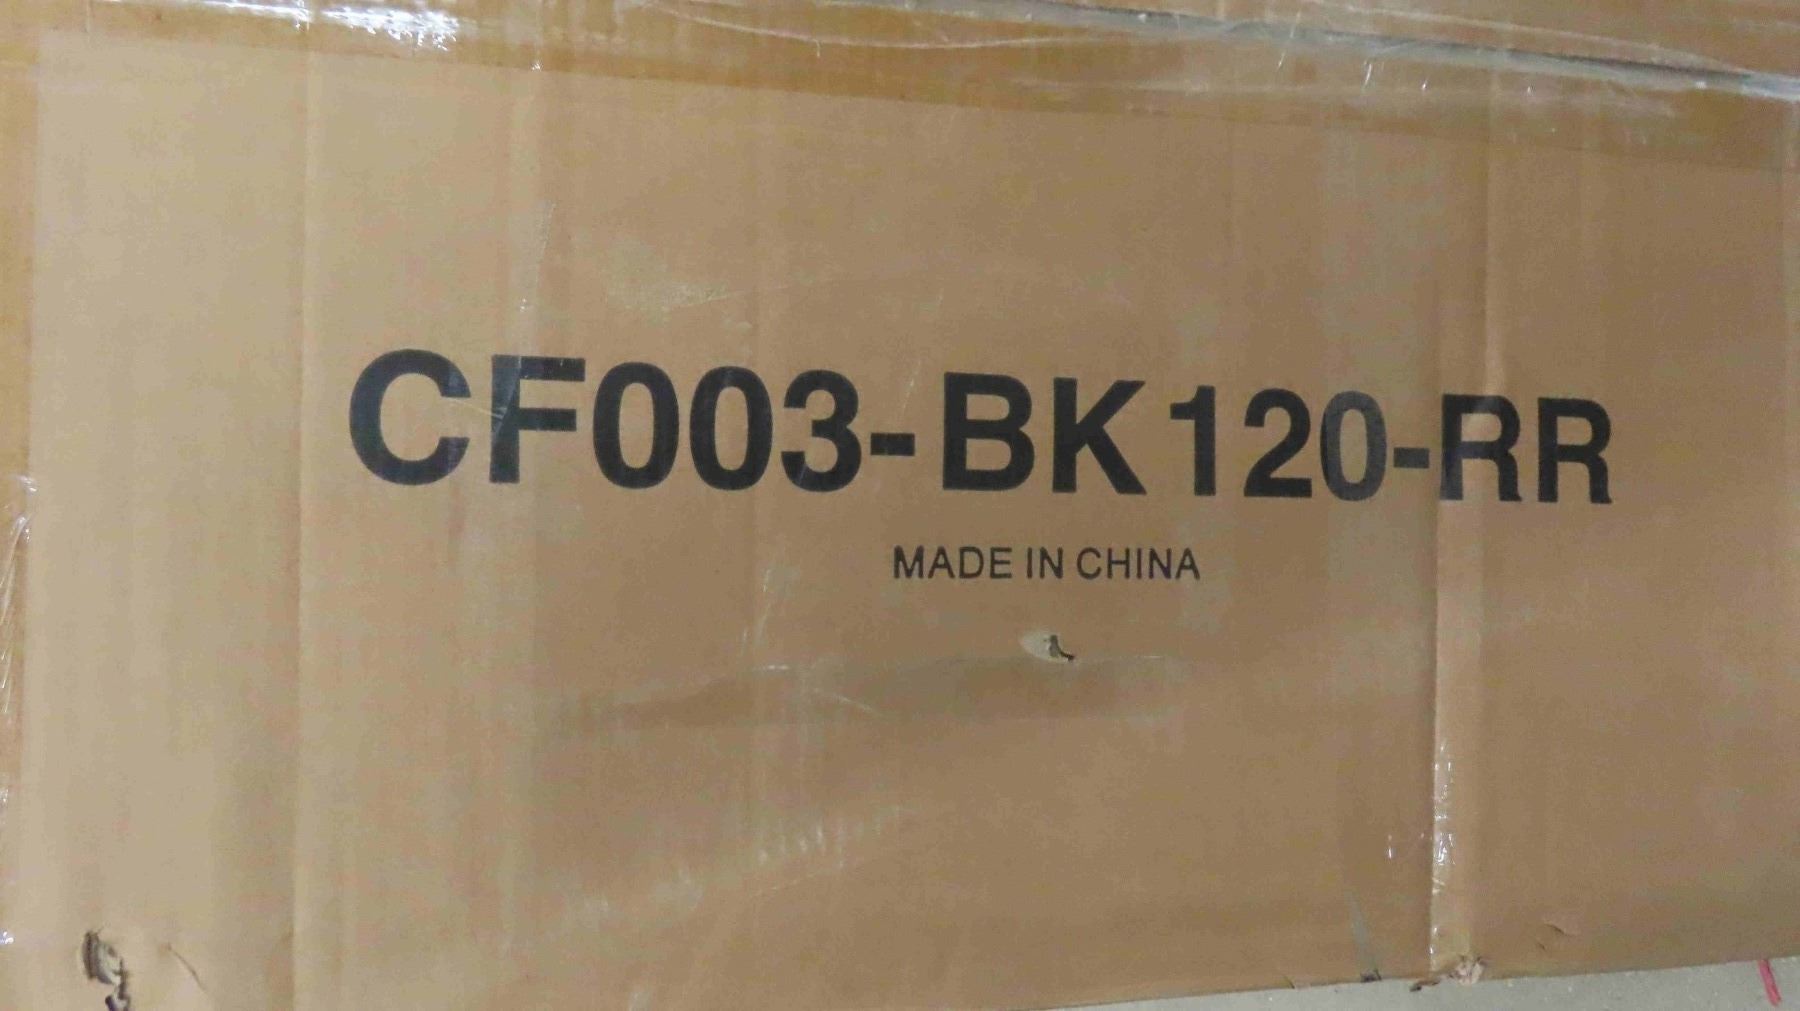 CF003-BK120-RR
MADE IN CHINA